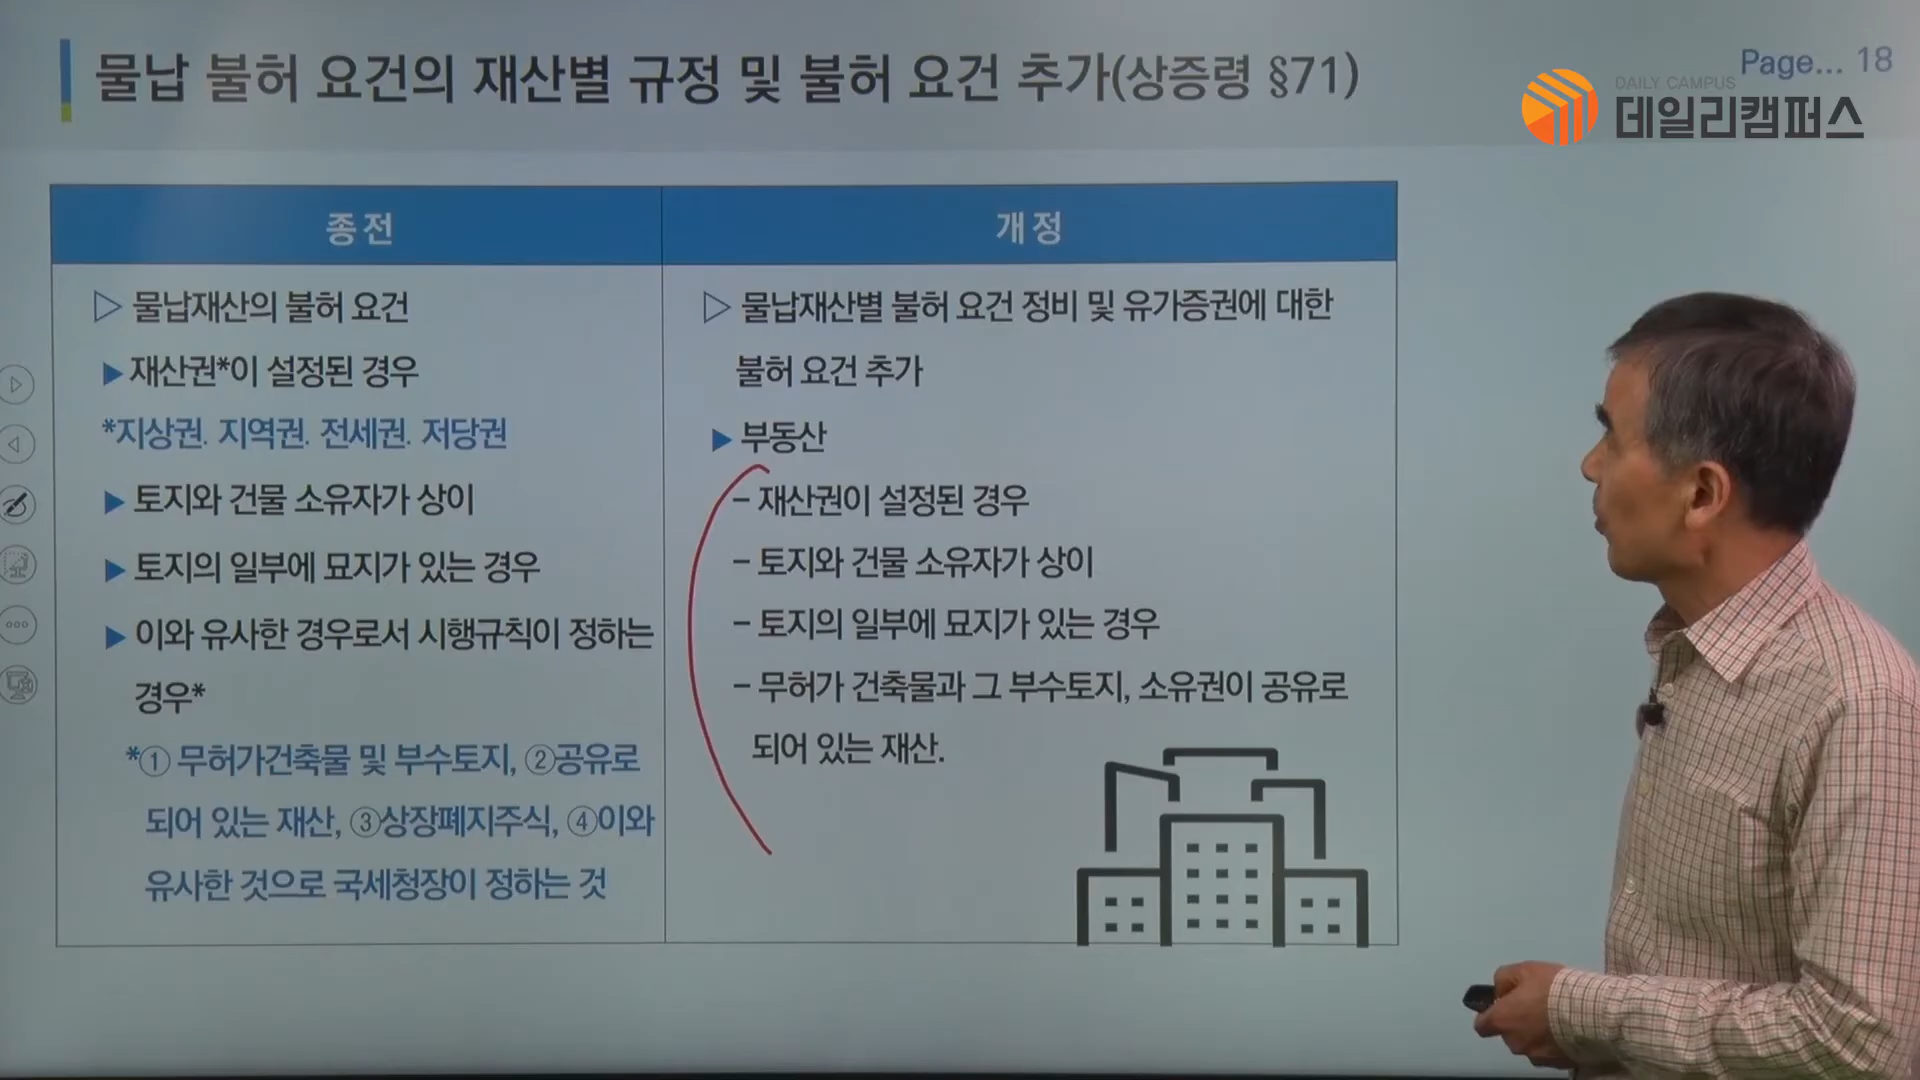 물납 불허 요건의 재산별 규정 및 불허 요건 추가(상증령 §71)
Page... 18
DAILY CAMPUS
데일리캠퍼스
종 전
▷ 물납재산의 불허 요건
▶ 재산권*이 설정된 경우
*지상권. 지역권. 전세권. 저당권
▶ 토지와 건물 소유자가 상이
▶ 토지의 일부에 묘지가 있는 경우
▶ 이와 유사한 경우로서 시행규칙이 정하는
경우*
*① 무허가건축물 및 부수토지, ②공유로
되어 있는 재산, ③상장폐지주식, ④이와
유사한 것으로 국세청장이 정하는 것
개 정
▷ 물납재산별 불허 요건 정비 및 유가증권에 대한
불허 요건 추가
▶ 부동산
- 재산권이 설정된 경우
- 토지와 건물 소유자가 상이
- 토지의 일부에 묘지가 있는 경우
- 무허가 건축물과 그 부수토지, 소유권이 공유로
되어 있는 재산.